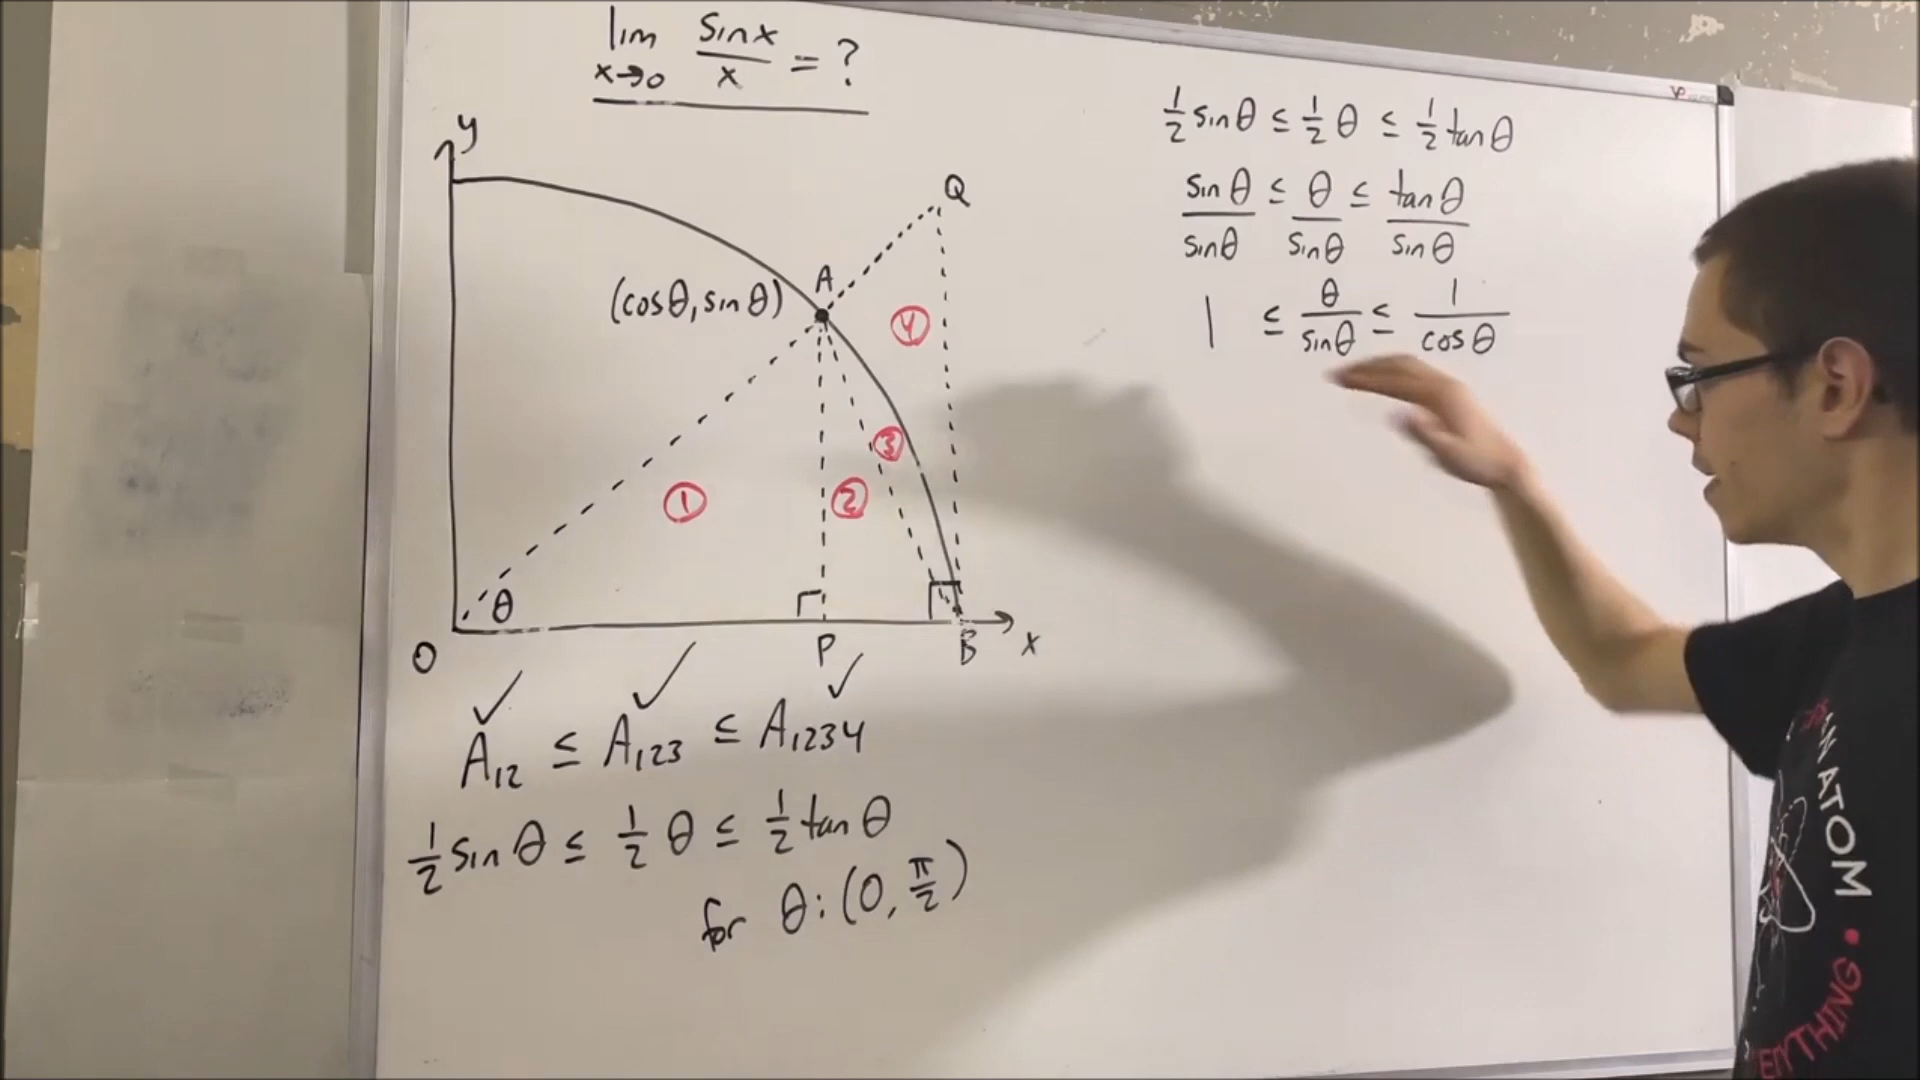 lim sin x / x = ?
x→0
y
Q
A
(cosθ, sinθ)
4
3
1
2
θ
O
P
B
x
✓ ✓ ✓
A₁₂ ≤ A₁₂₃ ≤ A₁₂₃₄
1/2 sin θ ≤ 1/2 θ ≤ 1/2 tan θ
for θ: (0, π/2)
1/2 sin θ ≤ 1/2 θ ≤ 1/2 tan θ
sin θ / sin θ ≤ θ / sin θ ≤ tan θ / sin θ
1 ≤ θ / sin θ ≤ 1 / cos θ
AN ATOM